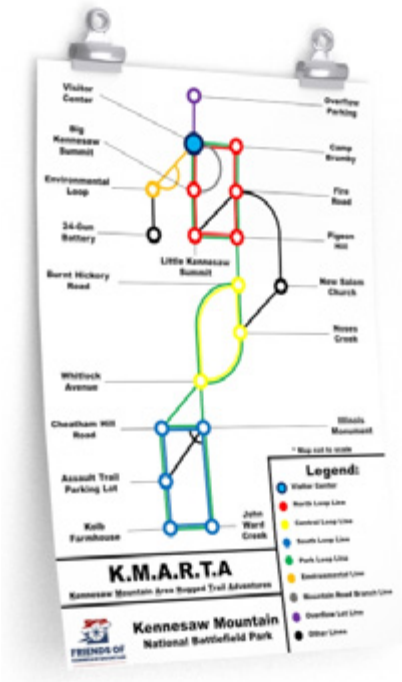 Visitor
Center
Overflow
Parking
Big
Kennesaw
Summit
Camp
Brumby
Environmental
Loop
Fire
Road
24-Gun
Battery
Little Kennesaw
Summit
Pigeon
Hill
Burnt Hickory
Road
New Salem
Church
Noses
Creek
Whitlock
Avenue
Cheatham Hill
Road
Illinois
Monument
* Map not to scale
Assault Trail
Parking Lot
Kolb
Farmhouse
John
Ward
Creek
Legend:
Visitor Center
North Loop Line
Central Loop Line
South Loop Line
Park Loop Line
Environmental Line
Mountain Road Branch Line
Overflow Lot Line
Other Lines
K.M.A.R.T.A
Kennesaw Mountain Area Rugged Trail Adventures
FRIENDS OF
Kennesaw Mountain
National Battlefield Park